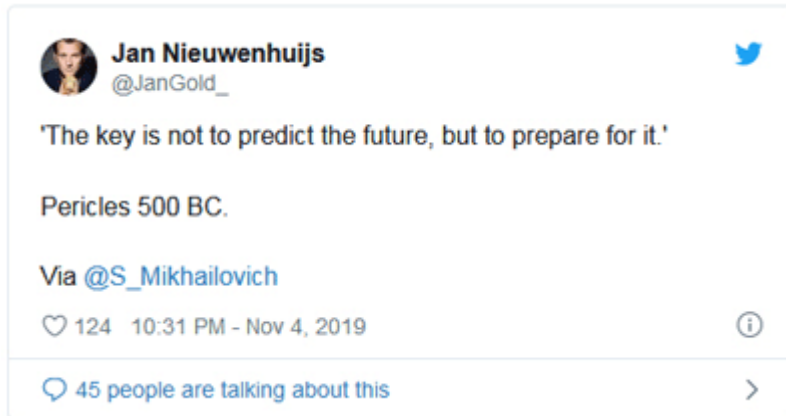 Jan Nieuwenhuijs
@JanGold_
'The key is not to predict the future, but to prepare for it.'
Pericles 500 BC.
Via @S_Mikhailovich
124 10:31 PM - Nov 4, 2019
45 people are talking about this